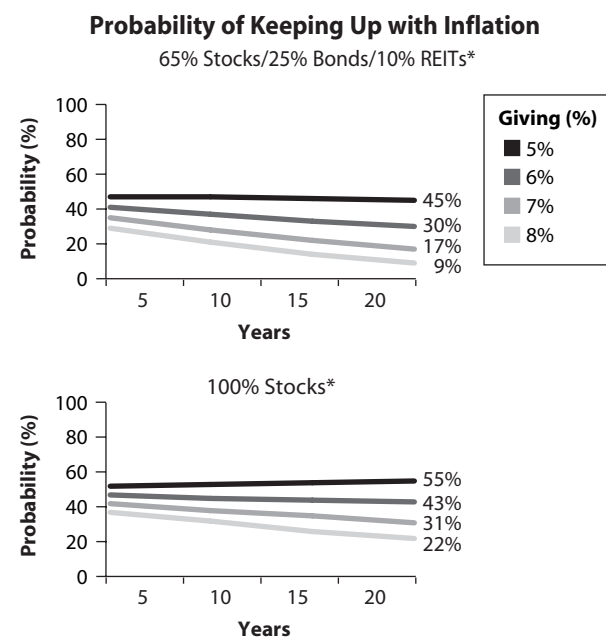 Probability of Keeping Up with Inflation
65% Stocks/25% Bonds/10% REITs*
Giving (%)
5%
6%
7%
8%
Probability (%)
100
80
60
40
20
0
45%
30%
17%
9%
5 10 15 20
Years
100% Stocks*
Probability (%)
100
80
60
40
20
0
55%
43%
31%
22%
5 10 15 20
Years